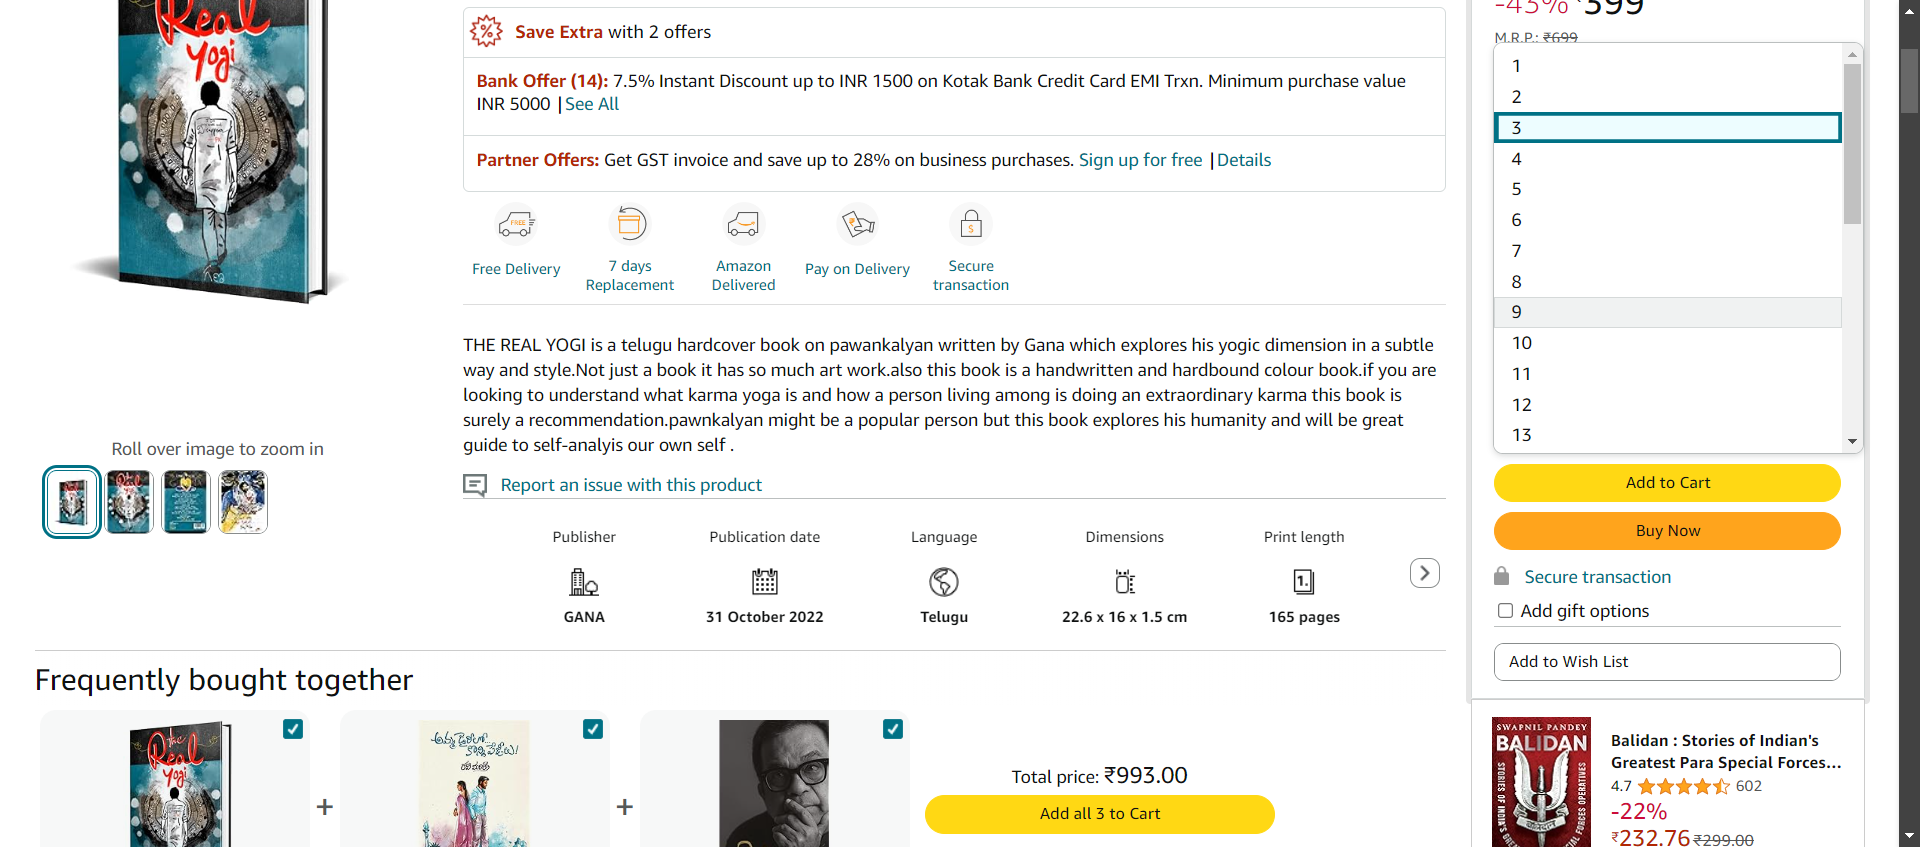 Real
Yogi
Roll over image to zoom in
Save Extra with 2 offers
Bank Offer (14): 7.5% Instant Discount up to INR 1500 on Kotak Bank Credit Card EMI Trxn. Minimum purchase value
INR 5000 | See All
Partner Offers: Get GST invoice and save up to 28% on business purchases. Sign up for free | Details
FREE
Free Delivery
7 days
Replacement
Amazon
Delivered
Pay on Delivery
Secure
transaction
THE REAL YOGI is a telugu hardcover book on pawankalyan written by Gana which explores his yogic dimension in a subtle
way and style.Not just a book it has so much art work.also this book is a handwritten and hardbound colour book.if you are
looking to understand what karma yoga is and how a person living among is doing an extraordinary karma this book is
surely a recommendation.pawnkalyan might be a popular person but this book explores his humanity and will be great
guide to self-analyis our own self .
Report an issue with this product
Publisher
GANA
Publication date
31 October 2022
Language
Telugu
Dimensions
22.6 x 16 x 1.5 cm
Print length
1.
165 pages
-43% ₹399
M.R.P.: ₹699
1
2
3
4
5
6
7
8
9
10
11
12
13
Add to Cart
Buy Now
Secure transaction
Add gift options
Add to Wish List
Frequently bought together
The
Real
Yogi
+
అమ్మ డైరీలో
కొన్ని పేజీలు!
రవి మంత్రి
+
Total price: ₹993.00
Add all 3 to Cart
SWAPNIL PANDEY
BALIDAN
Balidan : Stories of Indian's
Greatest Para Special Forces...
4.7 602
-22%
₹232.76 ₹299.00